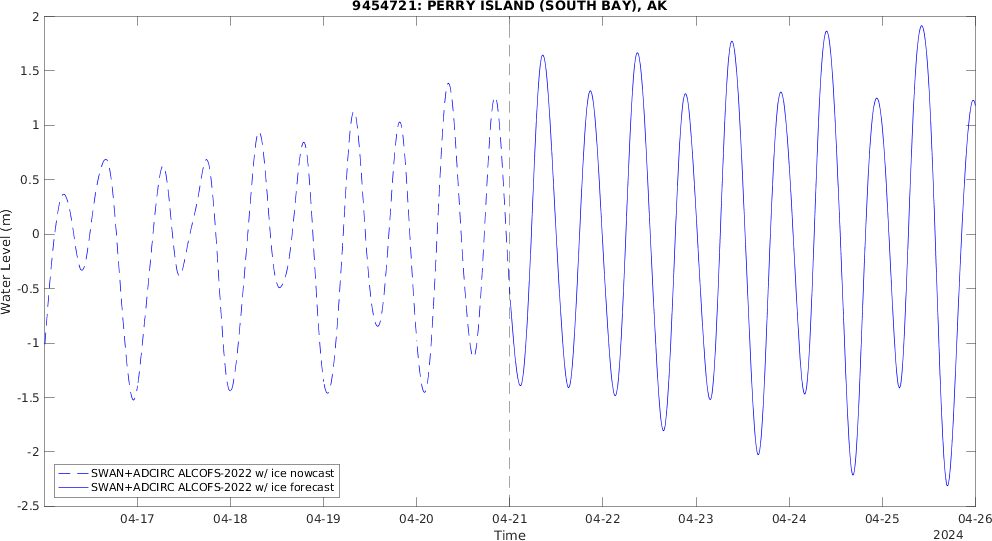 9454721: PERRY ISLAND (SOUTH BAY), AK
Water Level (m)
2
1.5
1
0.5
0
-0.5
-1
-1.5
-2
-2.5
SWAN+ADCIRC ALCOFS-2022 w/ ice nowcast
SWAN+ADCIRC ALCOFS-2022 w/ ice forecast
04-17 04-18 04-19 04-20 04-21 04-22 04-23 04-24 04-25 04-26
Time
2024